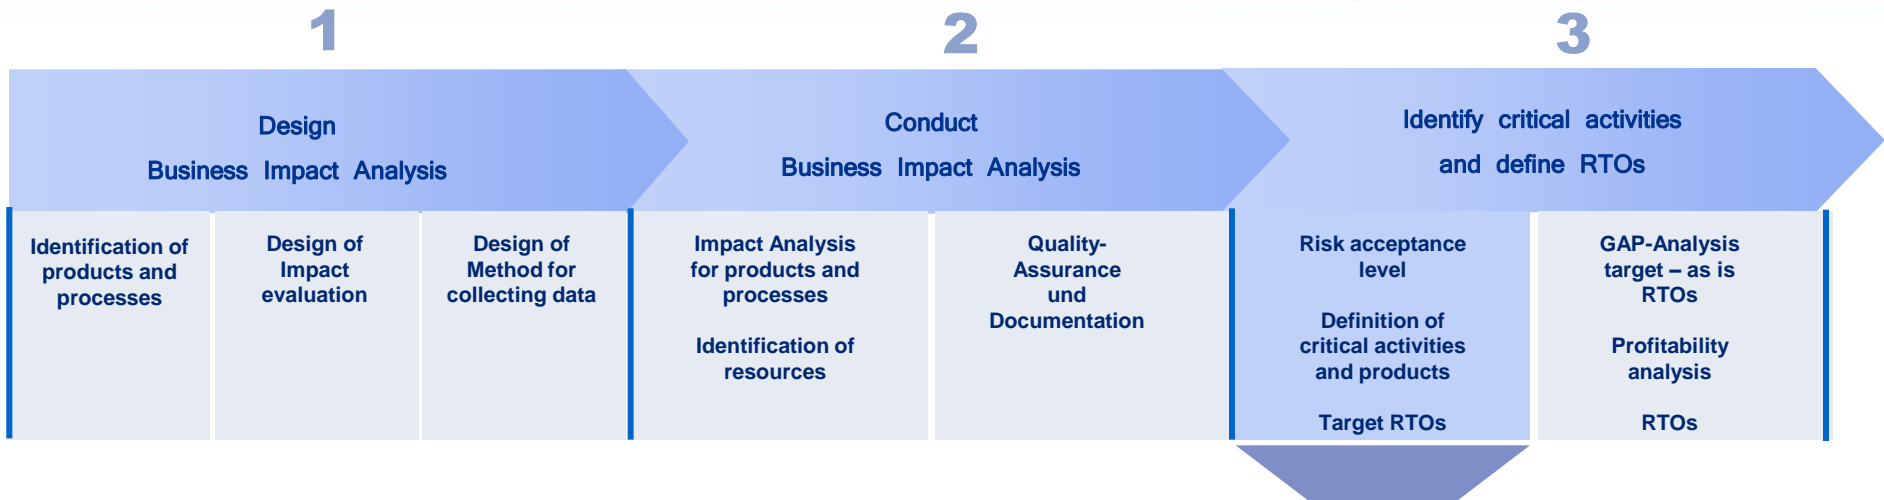 1
2
3
Design
Business Impact Analysis
Conduct
Business Impact Analysis
Identify critical activities
and define RTOs
Identification of
products and
processes
Design of
Impact
evaluation
Design of
Method for
collecting data
Impact Analysis
for products and
processes
Identification of
resources
Quality-
Assurance
und
Documentation
Risk acceptance
level
Definition of
critical activities
and products
Target RTOs
GAP-Analysis
target – as is
RTOs
Profitability
analysis
RTOs